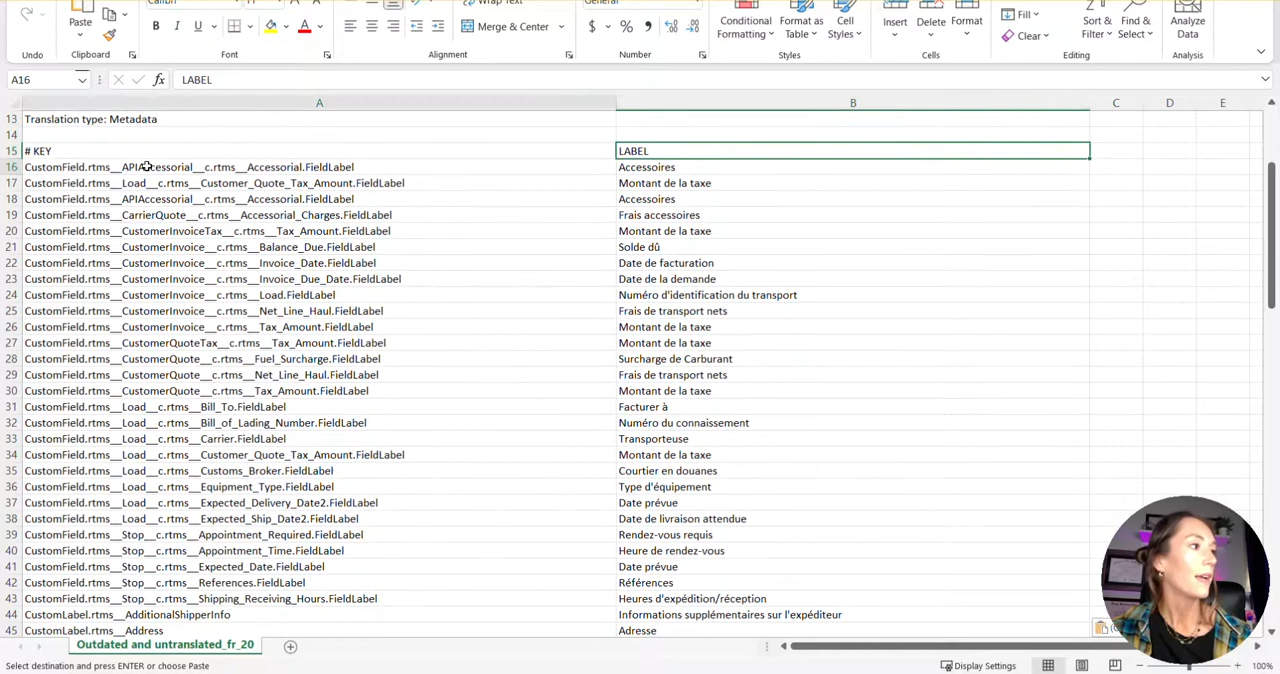 Calibri
11
Wrap Text
General
Paste
B I U
A
Merge & Center
$ % 9
Conditional Formatting
Format as Table
Cell Styles
Insert
Delete
Format
Fill
Clear
Sort & Filter
Find & Select
Analyze Data
Undo
Clipboard
Font
Alignment
Number
Styles
Cells
Editing
Analysis
A16
fx
LABEL
A B C D E
13 Translation type: Metadata
14
15 # KEY LABEL
16 CustomField.rtms__APIAccessorial__c.rtms__Accessorial.FieldLabel Accessoires
17 CustomField.rtms__Load__c.rtms__Customer_Quote_Tax_Amount.FieldLabel Montant de la taxe
18 CustomField.rtms__APIAccessorial__c.rtms__Accessorial.FieldLabel Accessoires
19 CustomField.rtms__CarrierQuote__c.rtms__Accessorial_Charges.FieldLabel Frais accessoires
20 CustomField.rtms__CustomerInvoiceTax__c.rtms__Tax_Amount.FieldLabel Montant de la taxe
21 CustomField.rtms__CustomerInvoice__c.rtms__Balance_Due.FieldLabel Solde dû
22 CustomField.rtms__CustomerInvoice__c.rtms__Invoice_Date.FieldLabel Date de facturation
23 CustomField.rtms__CustomerInvoice__c.rtms__Invoice_Due_Date.FieldLabel Date de la demande
24 CustomField.rtms__CustomerInvoice__c.rtms__Load.FieldLabel Numéro d'identification du transport
25 CustomField.rtms__CustomerInvoice__c.rtms__Net_Line_Haul.FieldLabel Frais de transport nets
26 CustomField.rtms__CustomerInvoice__c.rtms__Tax_Amount.FieldLabel Montant de la taxe
27 CustomField.rtms__CustomerQuoteTax__c.rtms__Tax_Amount.FieldLabel Montant de la taxe
28 CustomField.rtms__CustomerQuote__c.rtms__Fuel_Surcharge.FieldLabel Surcharge de Carburant
29 CustomField.rtms__CustomerQuote__c.rtms__Net_Line_Haul.FieldLabel Frais de transport nets
30 CustomField.rtms__CustomerQuote__c.rtms__Tax_Amount.FieldLabel Montant de la taxe
31 CustomField.rtms__Load__c.rtms__Bill_To.FieldLabel Facturer à
32 CustomField.rtms__Load__c.rtms__Bill_of_Lading_Number.FieldLabel Numéro du connaissement
33 CustomField.rtms__Load__c.rtms__Carrier.FieldLabel Transporteuse
34 CustomField.rtms__Load__c.rtms__Customer_Quote_Tax_Amount.FieldLabel Montant de la taxe
35 CustomField.rtms__Load__c.rtms__Customs_Broker.FieldLabel Courtier en douanes
36 CustomField.rtms__Load__c.rtms__Equipment_Type.FieldLabel Type d'équipement
37 CustomField.rtms__Load__c.rtms__Expected_Delivery_Date2.FieldLabel Date prévue
38 CustomField.rtms__Load__c.rtms__Expected_Ship_Date2.FieldLabel Date de livraison attendue
39 CustomField.rtms__Stop__c.rtms__Appointment_Required.FieldLabel Rendez-vous requis
40 CustomField.rtms__Stop__c.rtms__Appointment_Time.FieldLabel Heure de rendez-vous
41 CustomField.rtms__Stop__c.rtms__Expected_Date.FieldLabel Date prévue
42 CustomField.rtms__Stop__c.rtms__References.FieldLabel Références
43 CustomField.rtms__Stop__c.rtms__Shipping_Receiving_Hours.FieldLabel Heures d'expédition/réception
44 CustomLabel.rtms__AdditionalShipperInfo Informations supplémentaires sur l'expéditeur
45 CustomLabel.rtms__Address Adresse
Outdated and untranslated_fr_20
Select destination and press ENTER or choose Paste
Display Settings
100%